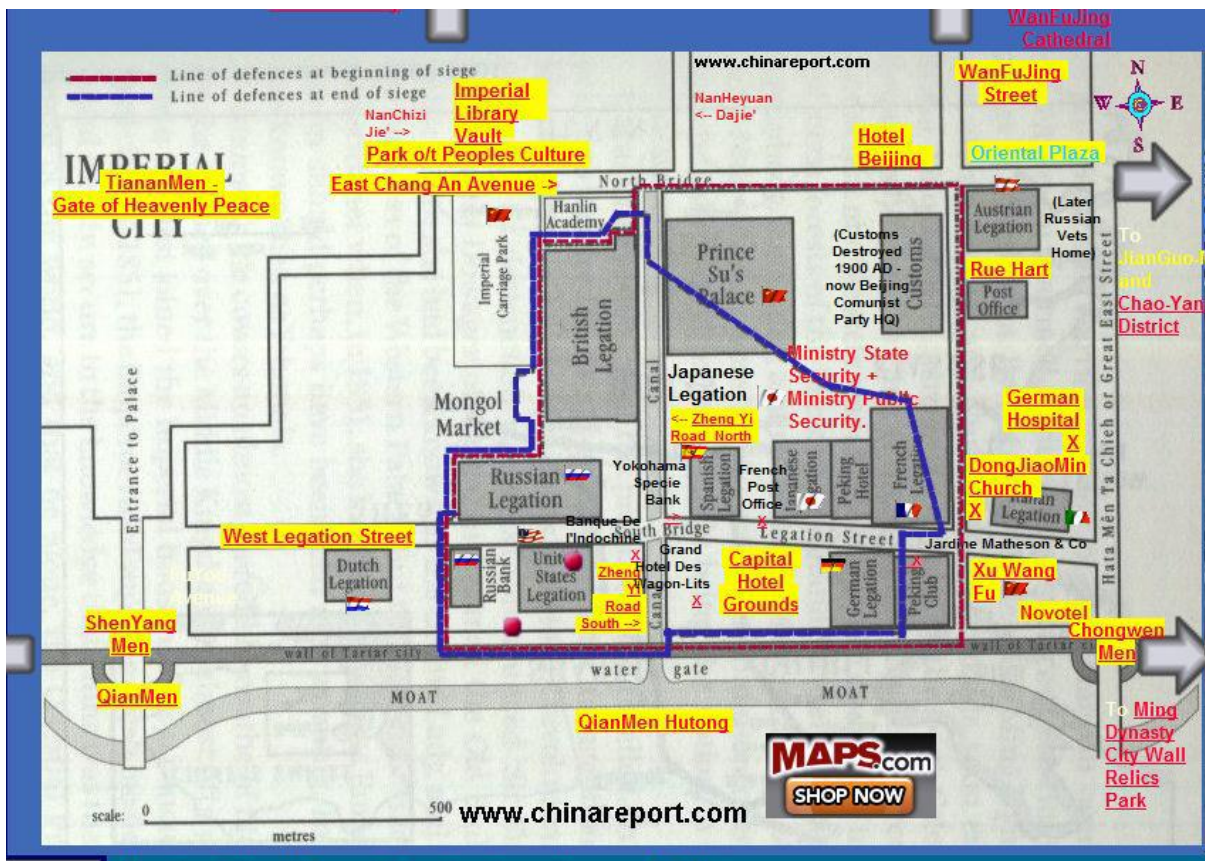 WanFuJing
Cathedral
Line of defences at beginning of siege
Line of defences at end of siege
www.chinareport.com
NanChizi
Jie' -->
Imperial
Library
Vault
NanHeyuan
<-- Dajie'
WanFuJing
Street
N
W
E
S
Park o/t Peoples Culture
Hotel
Beijing
Oriental Plaza
IMPERIAL
CITY
TiananMen -
Gate of Heavenly Peace
East Chang An Avenue ->
North Bridge
Hanlin
Academy
Imperial
Carriage Park
British
Legation
Canal
Prince
Su's
Palace
(Customs
Destroyed
1900 AD -
now Beijing
Comunist
Party HQ)
Customs
Austrian
Legation
(Later
Russian
Vets
Home)
Rue Hart
Post
Office
To
JianGuo-
and
Chao-Yan
District
Hata Mên Ta Chieh or Great East Street
Entrance to Palace
Mongol
Market
Japanese
Legation
Ministry State
Security +
Ministry Public
Security.
<-- Zheng Yi
Road North
German
Hospital
X
Russian
Legation
Yokohama
Specie
Bank
Spanish
Legation
French
Post
Office
X
Japanese
Legation
Peking
Hotel
French
Legation
DongJiaoMin
Church
X
Italian
Legation
West Legation Street
Banque De
l'Indochine
X
South Bridge
Legation Street
Jardine Matheson & Co
Dutch
Legation
Russian
Bank
United
States
Legation
Zheng
Yi
Road
South -->
Canal
Grand
Hotel Des
Wagon-Lits
X
Capital
Hotel
Grounds
German
Legation
X
Peking
Club
Xu Wang
Fu
Novotel
ShenYang
Men
QianMen
Chongwen
Men
wall of Tartar city
wall of Tartar city
water gate
MOAT
MOAT
QianMen Hutong
To Ming
Dynasty
City Wall
Relics
Park
MAPS.com
SHOP NOW
scale: 0 500
metres
www.chinareport.com